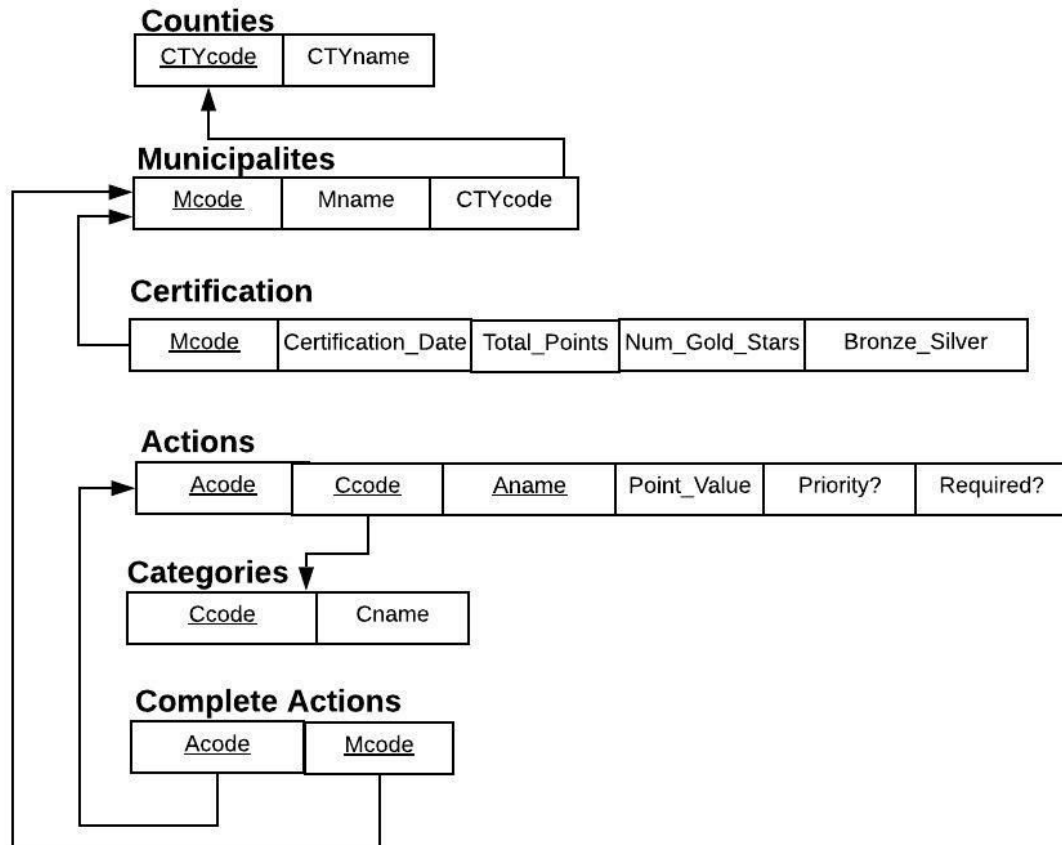 Counties
CTYcode CTYname
Municipalites
Mcode Mname CTYcode
Certification
Mcode Certification_Date Total_Points Num_Gold_Stars Bronze_Silver
Actions
Acode Ccode Aname Point_Value Priority? Required?
Categories
Ccode Cname
Complete Actions
Acode Mcode